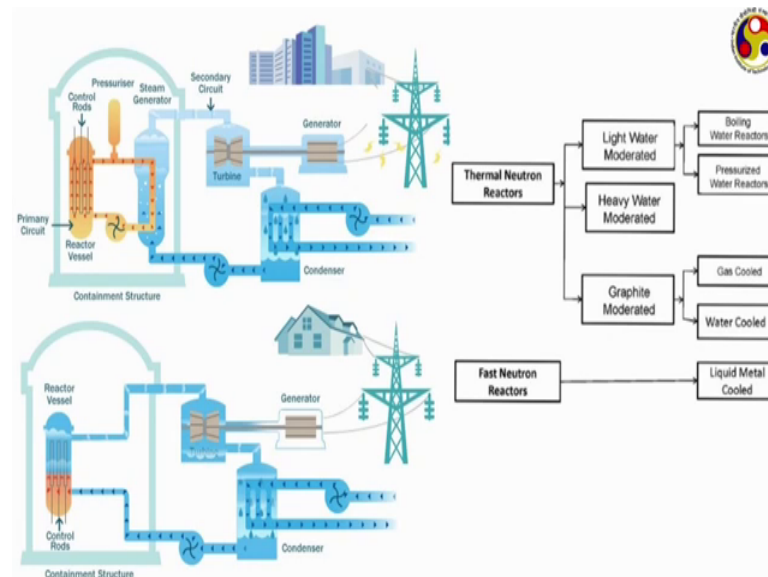 Pressuriser
Control
Rods
Steam
Generator
Secondary
Circuit
Generator
Turbine
Primary
Circuit
Reactor
Vessel
Condenser
Containment Structure
Reactor
Vessel
Generator
Control
Rods
Condenser
Containment Structure
Thermal Neutron
Reactors
Light Water
Moderated
Boiling
Water Reactors
Pressurized
Water Reactors
Heavy Water
Moderated
Graphite
Moderated
Gas Cooled
Water Cooled
Fast Neutron
Reactors
Liquid Metal
Cooled